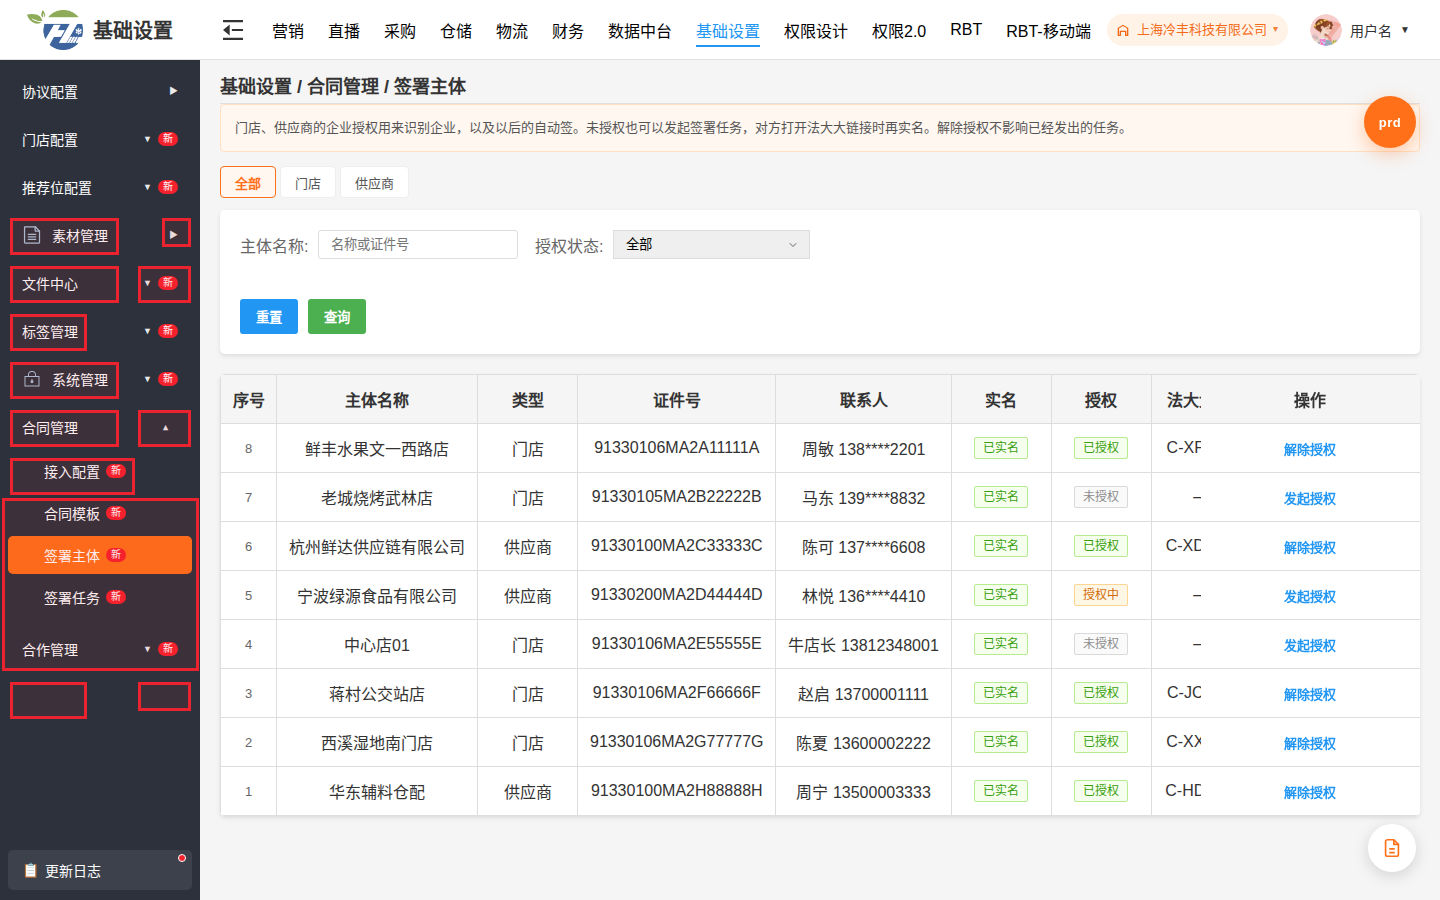 基础设置
营销 直播 采购 仓储 物流 财务 数据中台 基础设置 权限设计 权限2.0 RBT RBT-移动端
上海冷丰科技有限公司 ▾
用户名 ▼
协议配置 ▶
门店配置 ▼ 新
推荐位配置 ▼ 新
素材管理 ▶
文件中心 ▼ 新
标签管理 ▼ 新
系统管理 ▼ 新
合同管理 ▲
接入配置 新
合同模板 新
签署主体 新
签署任务 新
合作管理 ▼ 新
更新日志
基础设置 / 合同管理 / 签署主体
门店、供应商的企业授权用来识别企业，以及以后的自动签。未授权也可以发起签署任务，对方打开法大大链接时再实名。解除授权不影响已经发出的任务。
prd
全部 门店 供应商
主体名称: 名称或证件号 授权状态: 全部
重置 查询
序号 主体名称 类型 证件号 联系人 实名 授权 法大 操作
8 鲜丰水果文一西路店 门店 91330106MA2A11111A 周敏 138****2201 已实名 已授权 C-XF 解除授权
7 老城烧烤武林店 门店 91330105MA2B22222B 马东 139****8832 已实名 未授权 – 发起授权
6 杭州鲜达供应链有限公司 供应商 91330100MA2C33333C 陈可 137****6608 已实名 已授权 C-XD 解除授权
5 宁波绿源食品有限公司 供应商 91330200MA2D44444D 林悦 136****4410 已实名 授权中 – 发起授权
4 中心店01 门店 91330106MA2E55555E 牛店长 13812348001 已实名 未授权 – 发起授权
3 蒋村公交站店 门店 91330106MA2F66666F 赵启 13700001111 已实名 已授权 C-JC 解除授权
2 西溪湿地南门店 门店 91330106MA2G77777G 陈夏 13600002222 已实名 已授权 C-XX 解除授权
1 华东辅料仓配 供应商 91330100MA2H88888H 周宁 13500003333 已实名 已授权 C-HD 解除授权